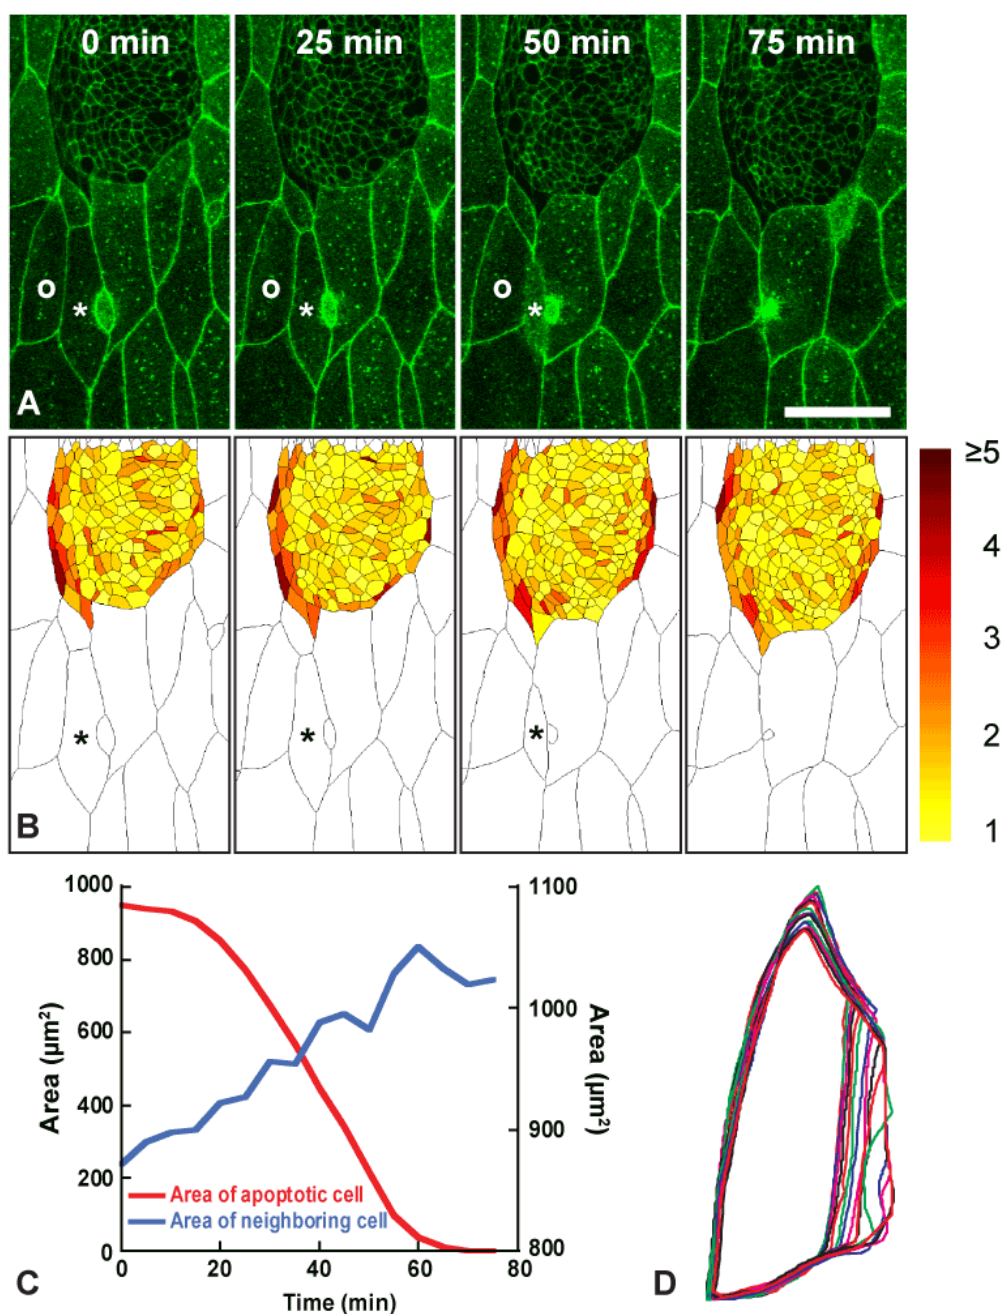 0 min 25 min 50 min 75 min
o * o * o *
A
≥5
4
3
2
1
* * *
B
1000 1100
800
600 1000
400 900
200
0 800
Area (µm²)
Area (µm²)
Area of apoptotic cell
Area of neighboring cell
0 20 40 60 80
Time (min)
C
D